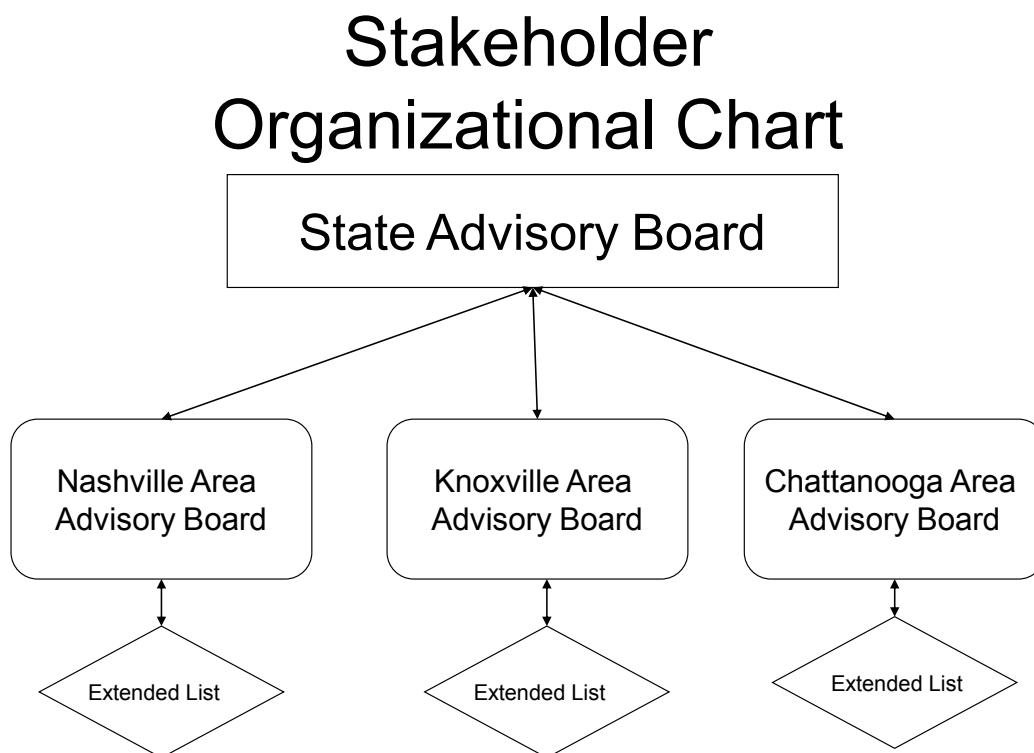 Stakeholder
Organizational Chart
State Advisory Board
Nashville Area
Advisory Board
Knoxville Area
Advisory Board
Chattanooga Area
Advisory Board
Extended List
Extended List
Extended List